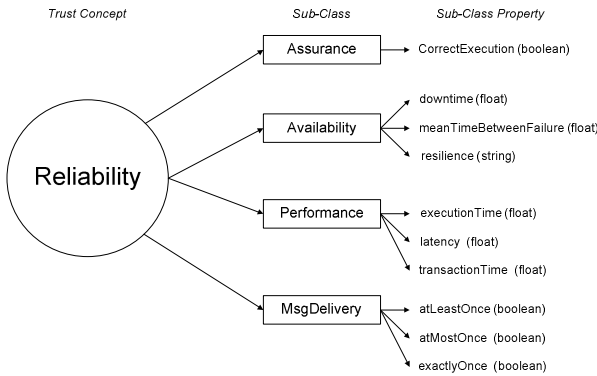 Trust Concept
Sub-Class
Sub-Class Property
Reliability
Assurance
CorrectExecution (boolean)
Availability
downtime (float)
meanTimeBetweenFailure (float)
resilience (string)
Performance
executionTime (float)
latency (float)
transactionTime (float)
MsgDelivery
atLeastOnce (boolean)
atMostOnce (boolean)
exactlyOnce (boolean)